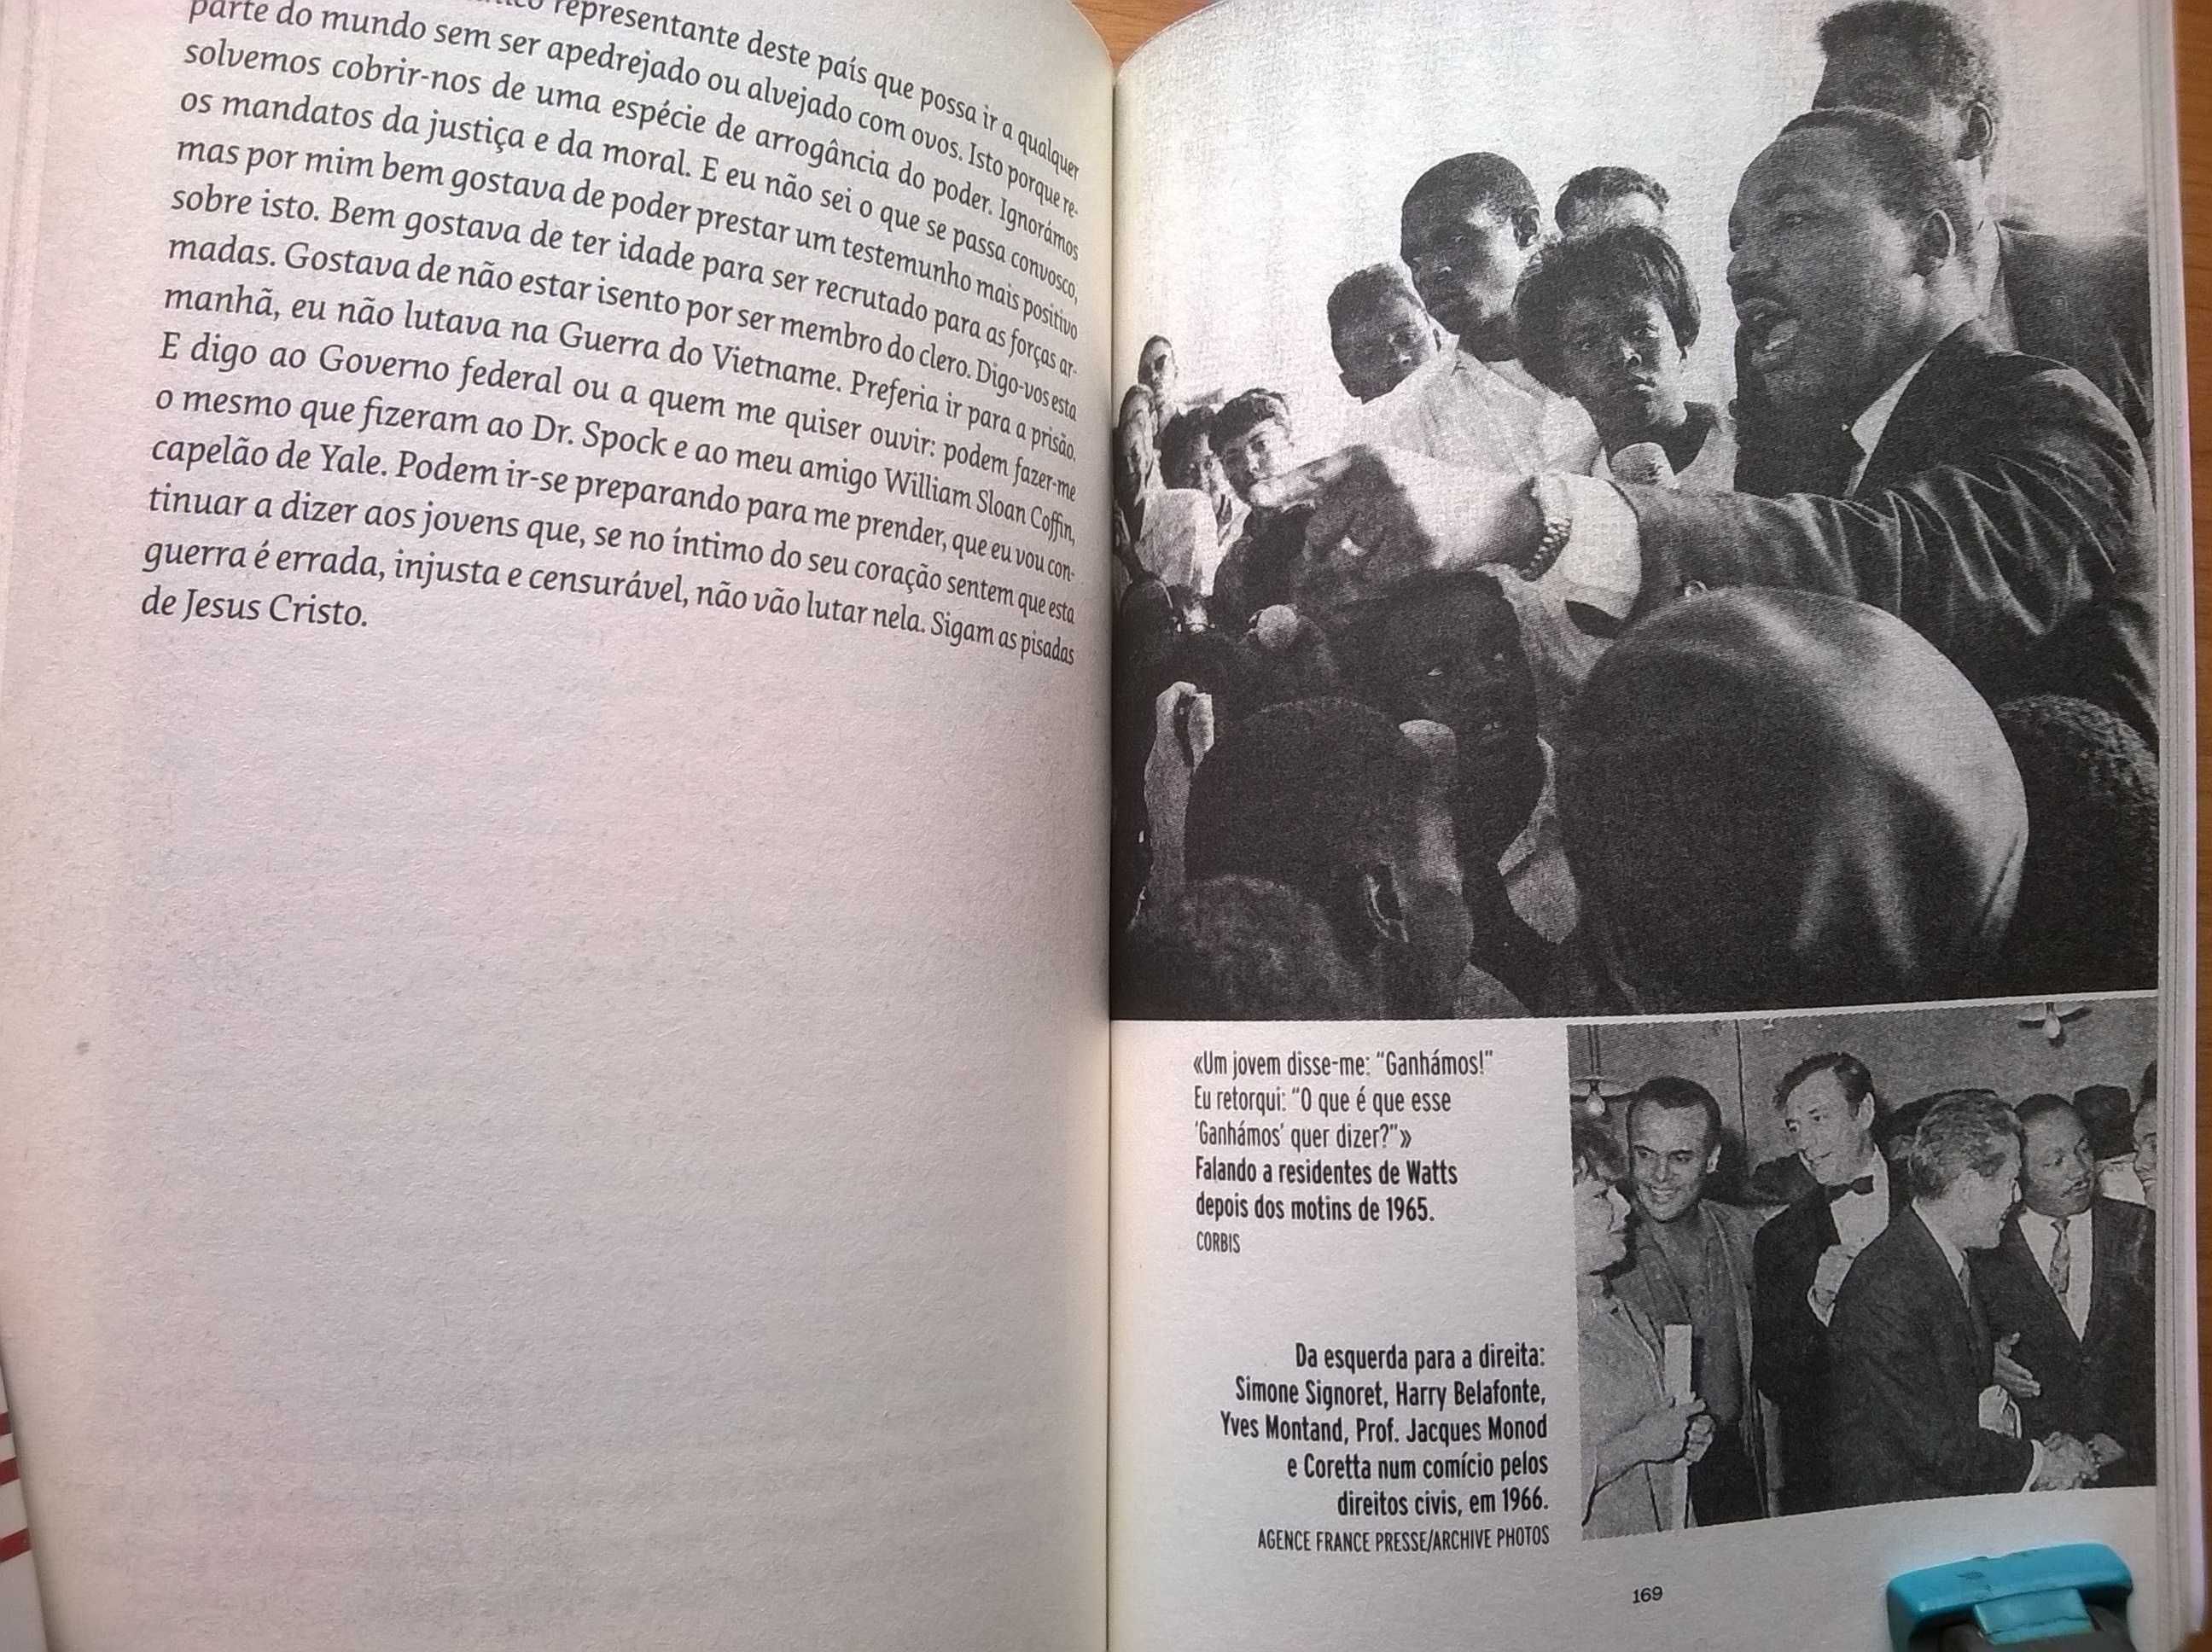 representante deste país que possa ir a qualquer
parte do mundo sem ser apedrejado ou alvejado com ovos. Isto porque re-
solvemos cobrir-nos de uma espécie de arrogância do poder. Ignorámos
os mandatos da justiça e da moral. E eu não sei o que se passa convosco,
mas por mim bem gostava de poder prestar um testemunho mais positivo
sobre isto. Bem gostava de ter idade para ser recrutado para as forças ar-
madas. Gostava de não estar isento por ser membro do clero. Digo-vos esta
manhã, eu não lutava na Guerra do Vietname. Preferia ir para a prisão.
E digo ao Governo federal ou a quem me quiser ouvir: podem fazer-me
o mesmo que fizeram ao Dr. Spock e ao meu amigo William Sloan Coffin,
capelão de Yale. Podem ir-se preparando para me prender, que eu vou con-
tinuar a dizer aos jovens que, se no íntimo do seu coração sentem que esta
guerra é errada, injusta e censurável, não vão lutar nela. Sigam as pisadas
de Jesus Cristo.
«Um jovem disse-me: “Ganhámos!”
Eu retorqui: “O que é que esse
‘Ganhámos’ quer dizer?”»
Falando a residentes de Watts
depois dos motins de 1965.
CORBIS
Da esquerda para a direita:
Simone Signoret, Harry Belafonte,
Yves Montand, Prof. Jacques Monod
e Coretta num comício pelos
direitos civis, em 1966.
AGENCE FRANCE PRESSE/ARCHIVE PHOTOS
169